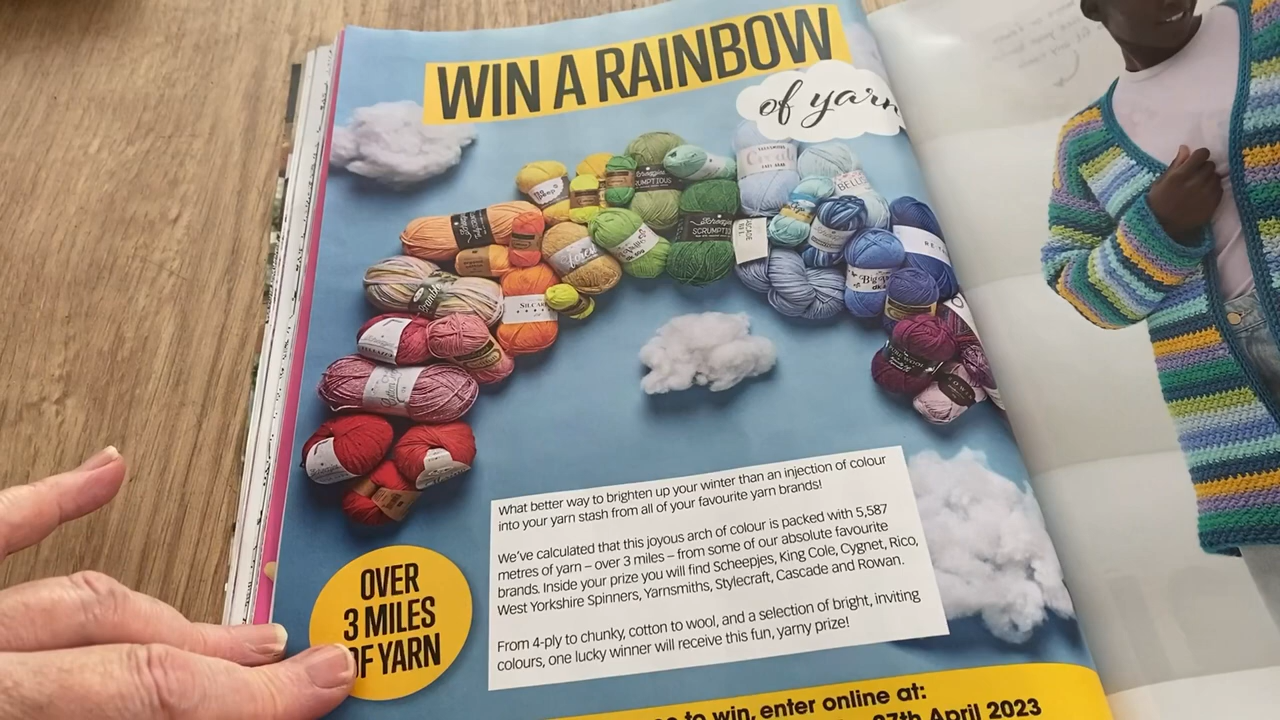 WIN A RAINBOW
of yarn
SCRUMPTIOUS
SCRUMPTIOUS
What better way to brighten up your winter than an injection of colour
into your yarn stash from all of your favourite yarn brands!
We've calculated that this joyous arch of colour is packed with 5,587
metres of yarn – over 3 miles – from some of our absolute favourite
brands. Inside your prize you will find Scheepjes, King Cole, Cygnet, Rico,
West Yorkshire Spinners, Yarnsmiths, Stylecraft, Cascade and Rowan.
From 4-ply to chunky, cotton to wool, and a selection of bright, inviting
colours, one lucky winner will receive this fun, yarny prize!
OVER
3 MILES
OF YARN
to win, enter online at:
27th April 2023